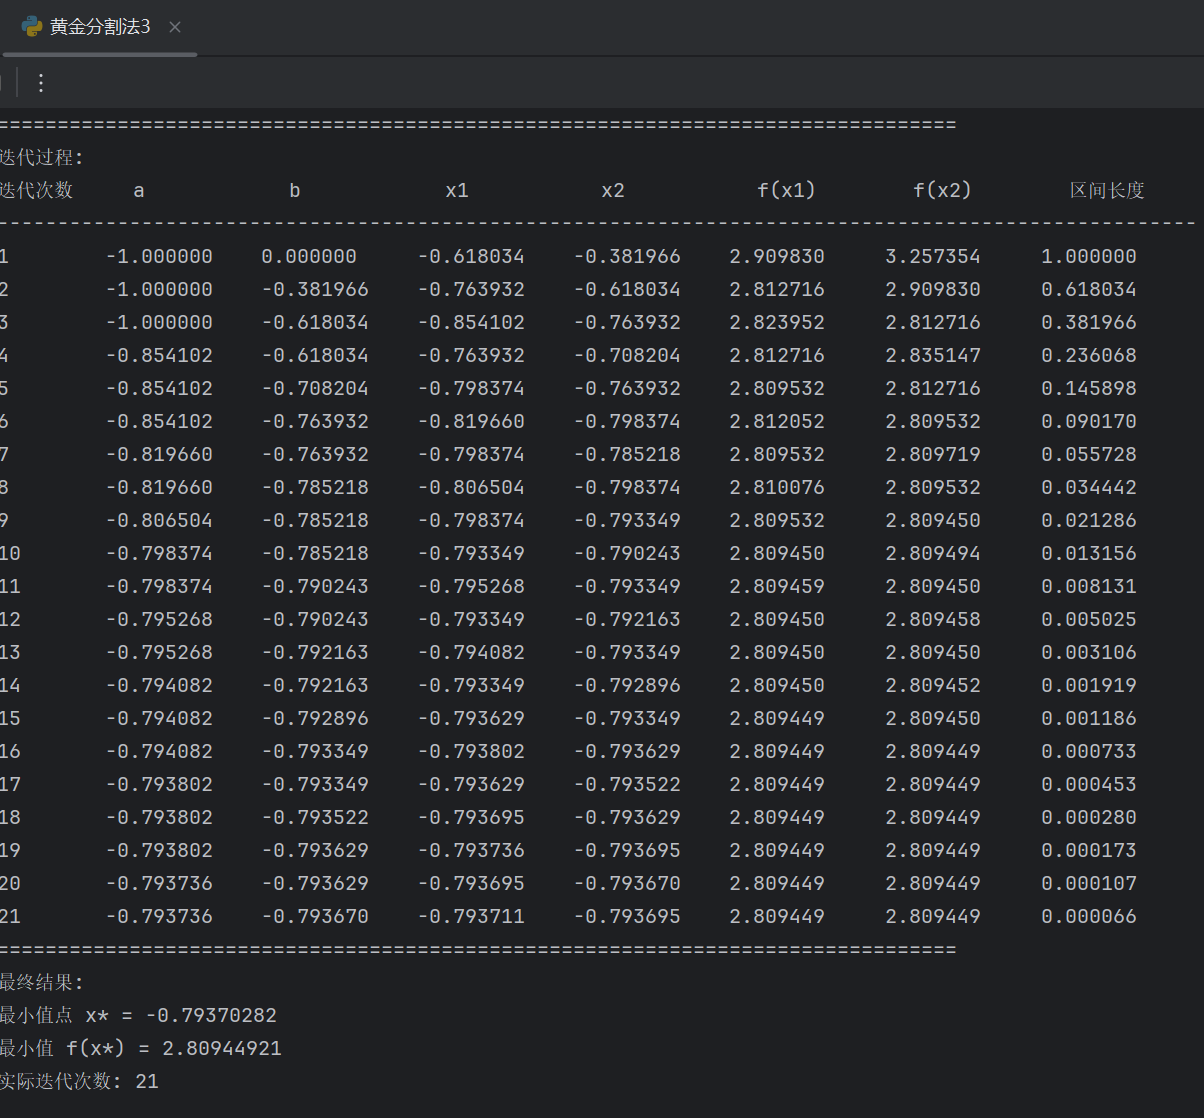 黄金分割法3
================================================================================
迭代过程:
迭代次数 a b x1 x2 f(x1) f(x2) 区间长度
----------------------------------------------------------------------------------------------------
1 -1.000000 0.000000 -0.618034 -0.381966 2.909830 3.257354 1.000000
2 -1.000000 -0.381966 -0.763932 -0.618034 2.812716 2.909830 0.618034
3 -1.000000 -0.618034 -0.854102 -0.763932 2.823952 2.812716 0.381966
4 -0.854102 -0.618034 -0.763932 -0.708204 2.812716 2.835147 0.236068
5 -0.854102 -0.708204 -0.798374 -0.763932 2.809532 2.812716 0.145898
6 -0.854102 -0.763932 -0.819660 -0.798374 2.812052 2.809532 0.090170
7 -0.819660 -0.763932 -0.798374 -0.785218 2.809532 2.809719 0.055728
8 -0.819660 -0.785218 -0.806504 -0.798374 2.810076 2.809532 0.034442
9 -0.806504 -0.785218 -0.798374 -0.793349 2.809532 2.809450 0.021286
10 -0.798374 -0.785218 -0.793349 -0.790243 2.809450 2.809494 0.013156
11 -0.798374 -0.790243 -0.795268 -0.793349 2.809459 2.809450 0.008131
12 -0.795268 -0.790243 -0.793349 -0.792163 2.809450 2.809458 0.005025
13 -0.795268 -0.792163 -0.794082 -0.793349 2.809450 2.809450 0.003106
14 -0.794082 -0.792163 -0.793349 -0.792896 2.809450 2.809452 0.001919
15 -0.794082 -0.792896 -0.793629 -0.793349 2.809449 2.809450 0.001186
16 -0.794082 -0.793349 -0.793802 -0.793629 2.809449 2.809449 0.000733
17 -0.793802 -0.793349 -0.793629 -0.793522 2.809449 2.809449 0.000453
18 -0.793802 -0.793522 -0.793695 -0.793629 2.809449 2.809449 0.000280
19 -0.793802 -0.793629 -0.793736 -0.793695 2.809449 2.809449 0.000173
20 -0.793736 -0.793629 -0.793695 -0.793670 2.809449 2.809449 0.000107
21 -0.793736 -0.793670 -0.793711 -0.793695 2.809449 2.809449 0.000066
================================================================================
最终结果:
最小值点 x* = -0.79370282
最小值 f(x*) = 2.80944921
实际迭代次数: 21